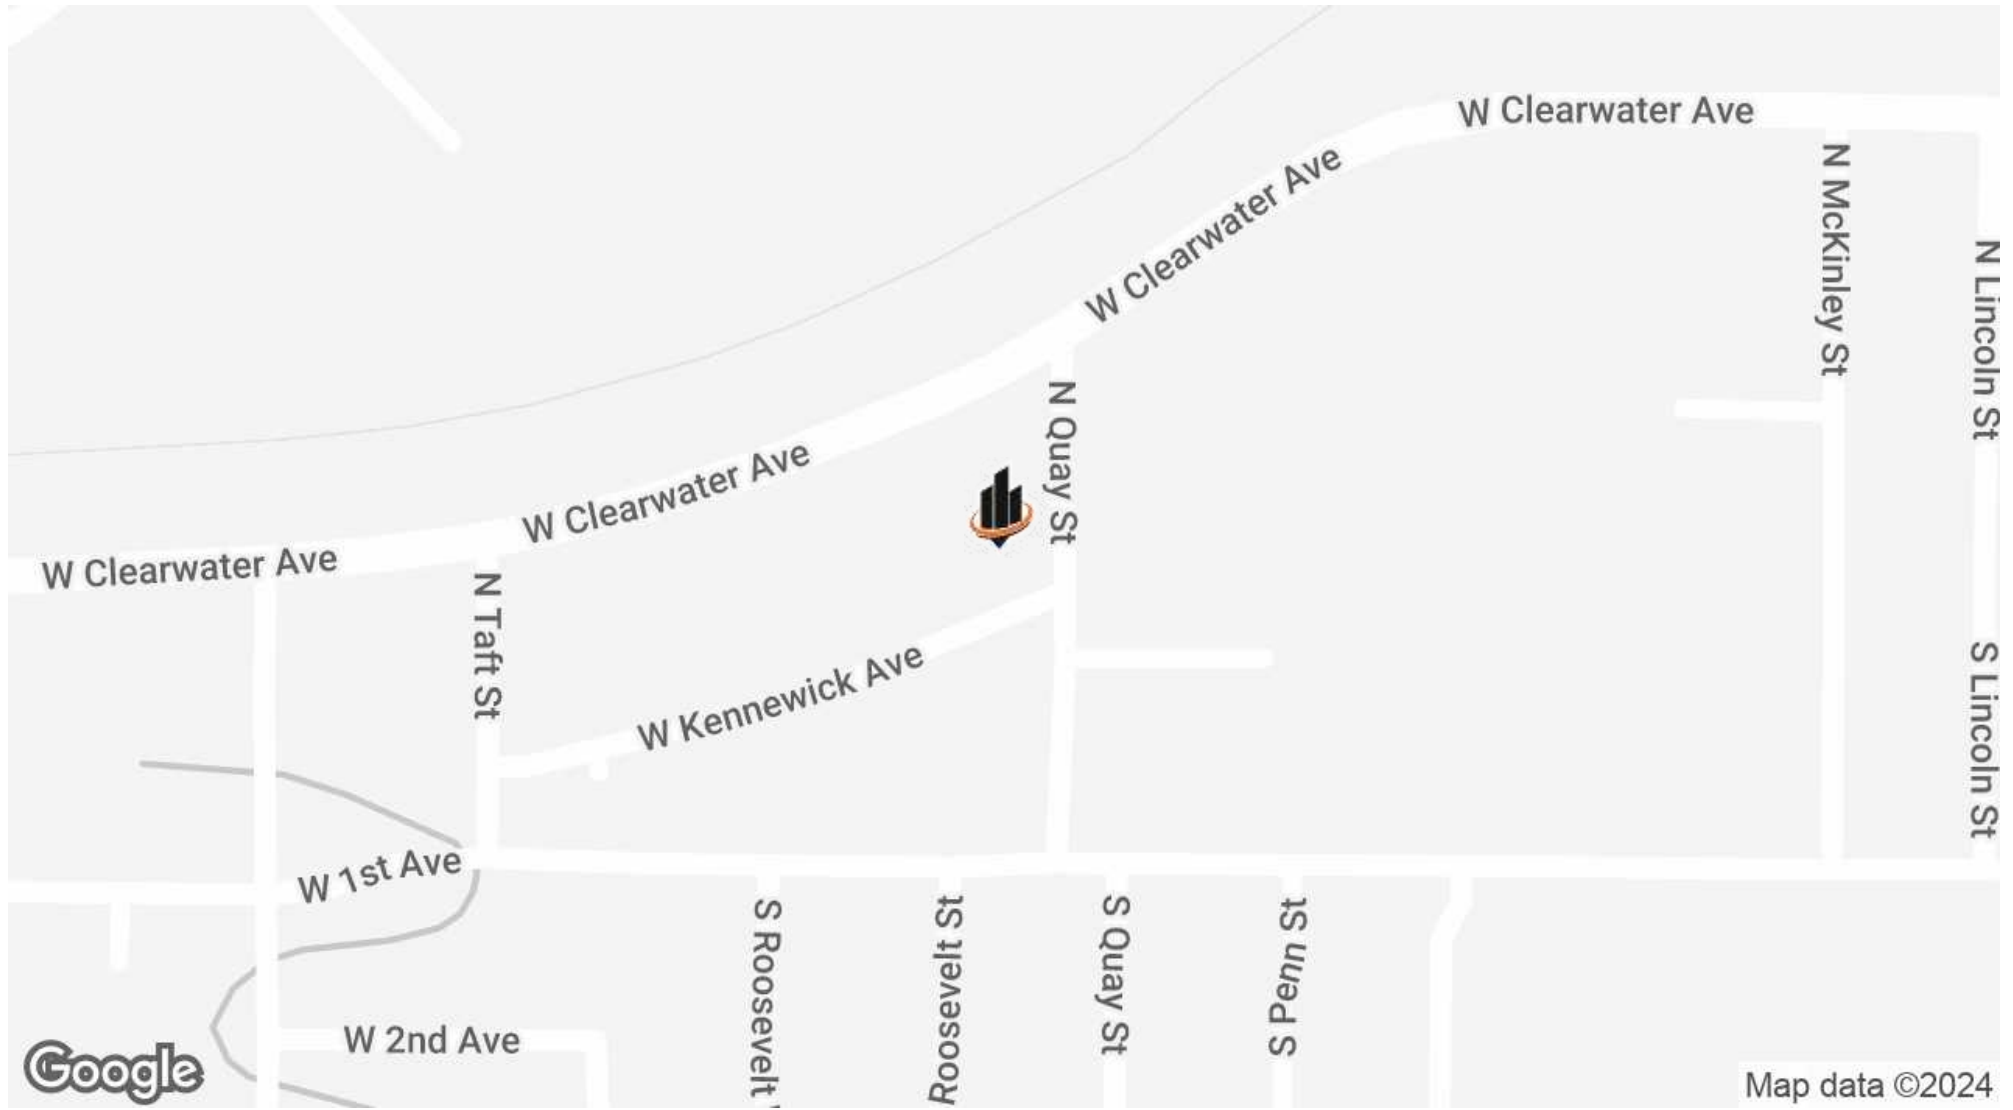 W Clearwater Ave
N McKinley St
W Clearwater Ave
N Lincoln St
N Quay St
W Clearwater Ave
W Clearwater Ave
N Taft St
W Kennewick Ave
S Lincoln St
W 1st Ave
S Roosevelt
Roosevelt St
S Quay St
S Penn St
W 2nd Ave
Google
Map data ©2024